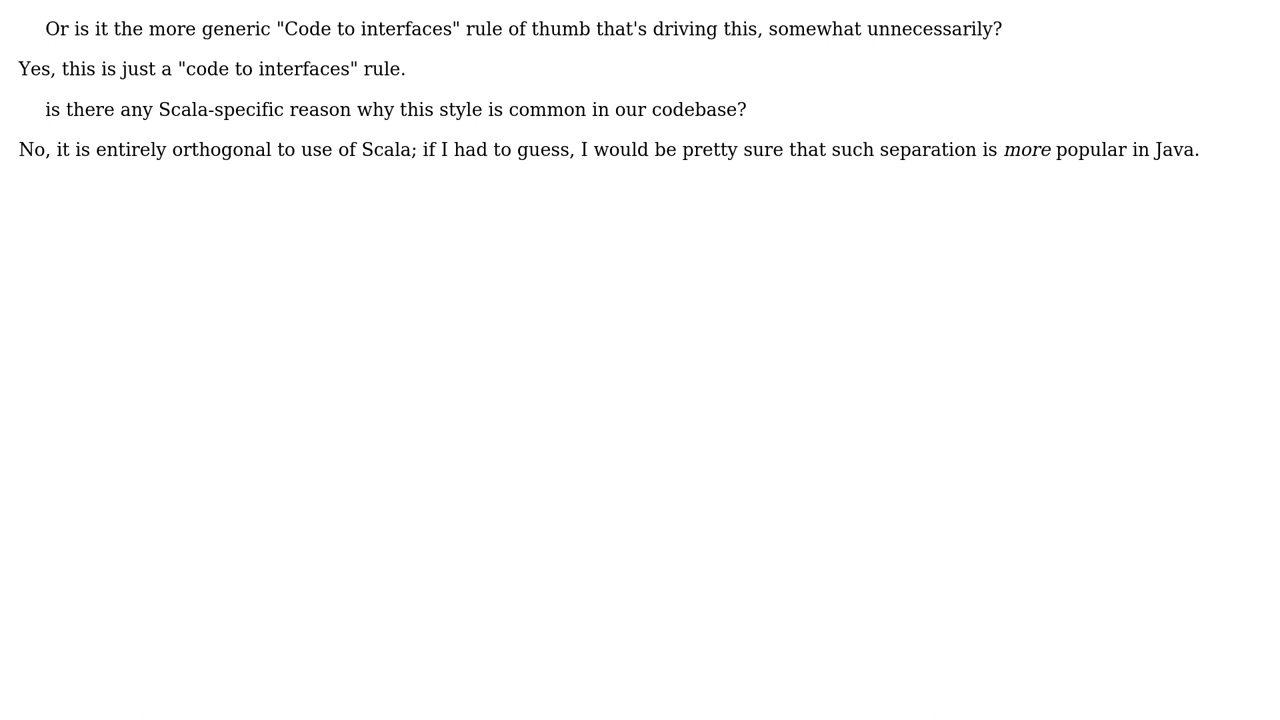 Or is it the more generic "Code to interfaces" rule of thumb that's driving this, somewhat unnecessarily?
Yes, this is just a "code to interfaces" rule.
is there any Scala-specific reason why this style is common in our codebase?
No, it is entirely orthogonal to use of Scala; if I had to guess, I would be pretty sure that such separation is more popular in Java.